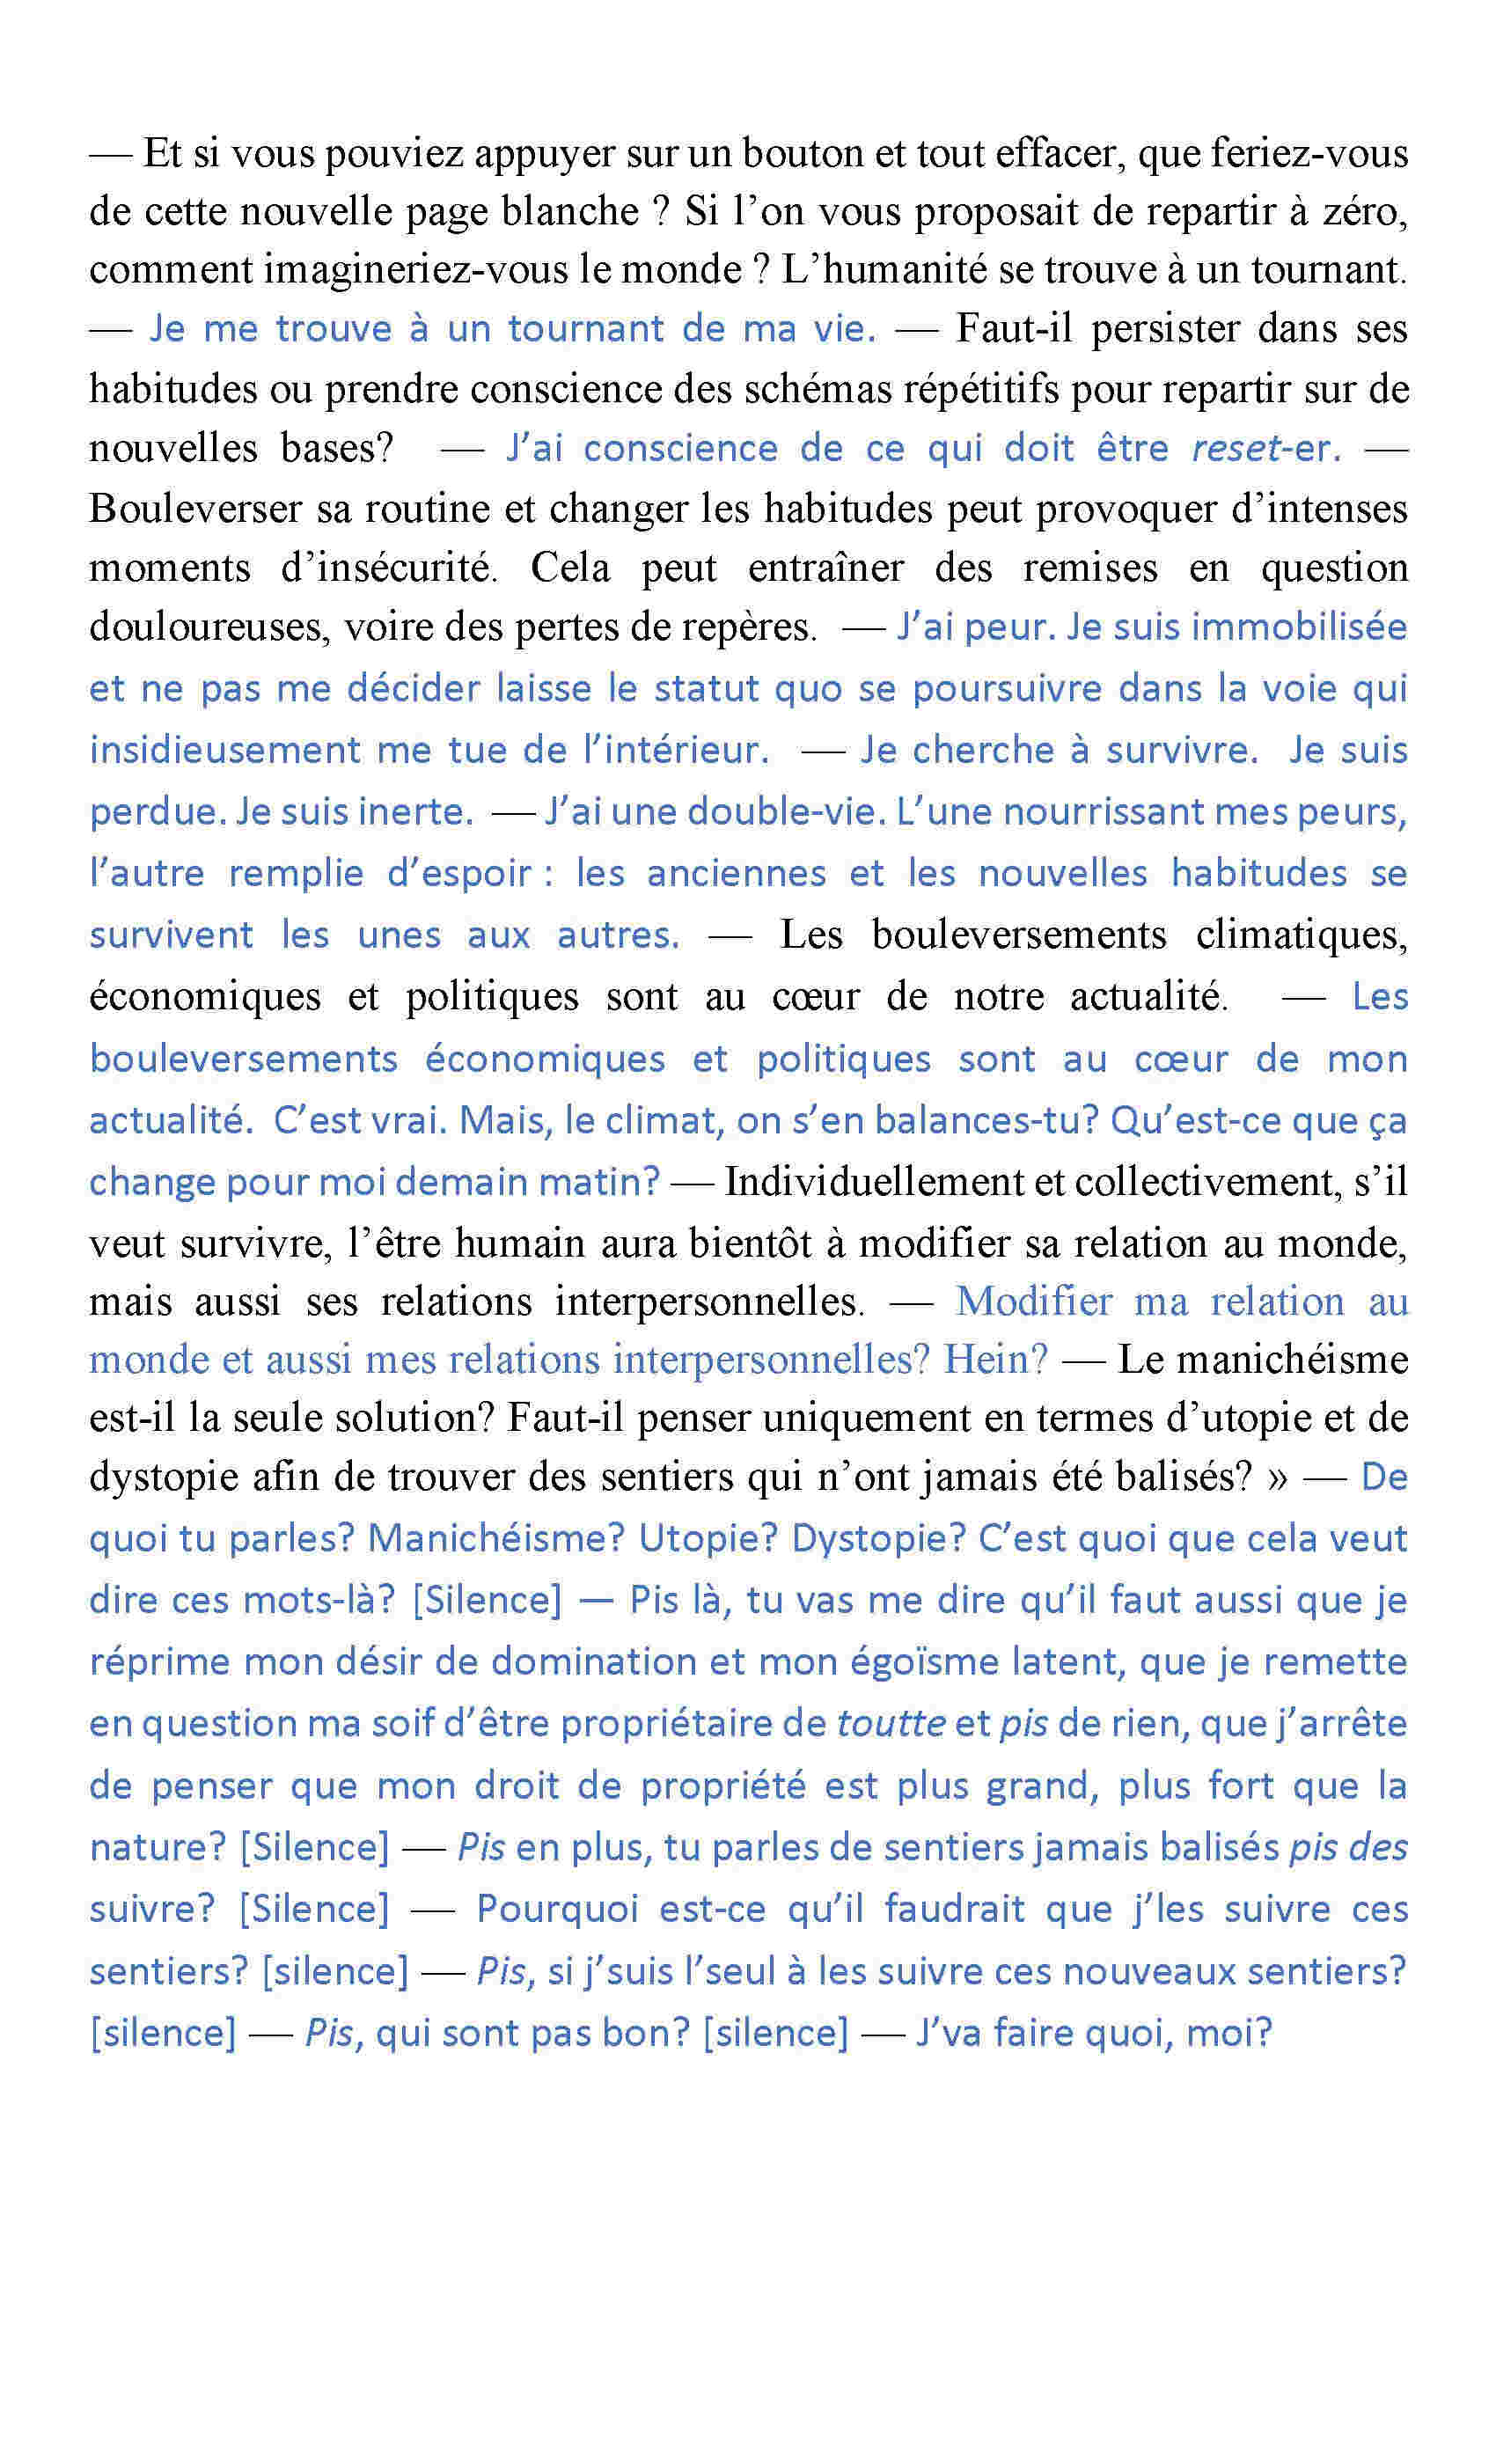 — Et si vous pouviez appuyer sur un bouton et tout effacer, que feriez-vous
de cette nouvelle page blanche ? Si l’on vous proposait de repartir à zéro,
comment imagineriez-vous le monde ? L’humanité se trouve à un tournant.
— Je me trouve à un tournant de ma vie. — Faut-il persister dans ses
habitudes ou prendre conscience des schémas répétitifs pour repartir sur de
nouvelles bases? — J’ai conscience de ce qui doit être reset-er. —
Bouleverser sa routine et changer les habitudes peut provoquer d’intenses
moments d’insécurité. Cela peut entraîner des remises en question
douloureuses, voire des pertes de repères. — J’ai peur. Je suis immobilisée
et ne pas me décider laisse le statut quo se poursuivre dans la voie qui
insidieusement me tue de l’intérieur. — Je cherche à survivre. Je suis
perdue. Je suis inerte. — J’ai une double-vie. L’une nourrissant mes peurs,
l’autre remplie d’espoir : les anciennes et les nouvelles habitudes se
survivent les unes aux autres. — Les bouleversements climatiques,
économiques et politiques sont au cœur de notre actualité. — Les
bouleversements économiques et politiques sont au cœur de mon
actualité. C’est vrai. Mais, le climat, on s’en balances-tu? Qu’est-ce que ça
change pour moi demain matin? — Individuellement et collectivement, s’il
veut survivre, l’être humain aura bientôt à modifier sa relation au monde,
mais aussi ses relations interpersonnelles. — Modifier ma relation au
monde et aussi mes relations interpersonnelles? Hein? — Le manichéisme
est-il la seule solution? Faut-il penser uniquement en termes d’utopie et de
dystopie afin de trouver des sentiers qui n’ont jamais été balisés? » — De
quoi tu parles? Manichéisme? Utopie? Dystopie? C’est quoi que cela veut
dire ces mots-là? [Silence] — Pis là, tu vas me dire qu’il faut aussi que je
réprime mon désir de domination et mon égoïsme latent, que je remette
en question ma soif d’être propriétaire de toutte et pis de rien, que j’arrête
de penser que mon droit de propriété est plus grand, plus fort que la
nature? [Silence] — Pis en plus, tu parles de sentiers jamais balisés pis des
suivre? [Silence] — Pourquoi est-ce qu’il faudrait que j’les suivre ces
sentiers? [silence] — Pis, si j’suis l’seul à les suivre ces nouveaux sentiers?
[silence] — Pis, qui sont pas bon? [silence] — J’va faire quoi, moi?